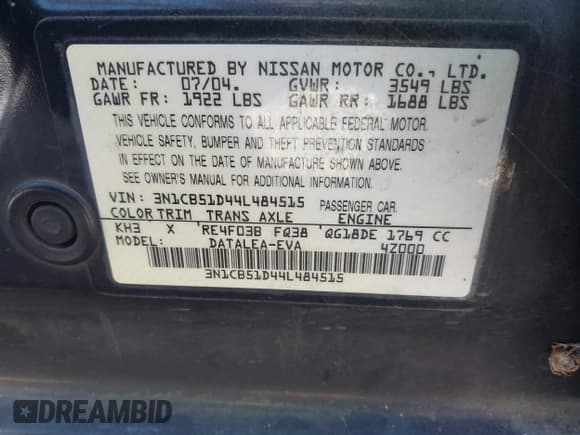 MANUFACTURED BY NISSAN MOTOR CO., LTD.
DATE: 07/04. GVWR: 3549 LBS
GAWR FR: 1922 LBS GAWR RR: 1688 LBS
THIS VEHICLE CONFORMS TO ALL APPLICABLE FEDERAL MOTOR.
VEHICLE SAFETY, BUMPER AND THEFT PREVENTION STANDARDS
IN EFFECT ON THE DATE OF MANUFACTURE SHOWN ABOVE.
SEE OWNER'S MANUAL FOR ADDITIONAL INFORMATION.
VIN: 3N1CB51D44L484515 PASSENGER CAR.
COLOR TRIM TRANS AXLE ENGINE
KH3 X RE4F03B FQ38 QG18DE 1769 CC
MODEL: DATALEA-EVA 4Z000
3N1CB51D44L484515
DREAMBID